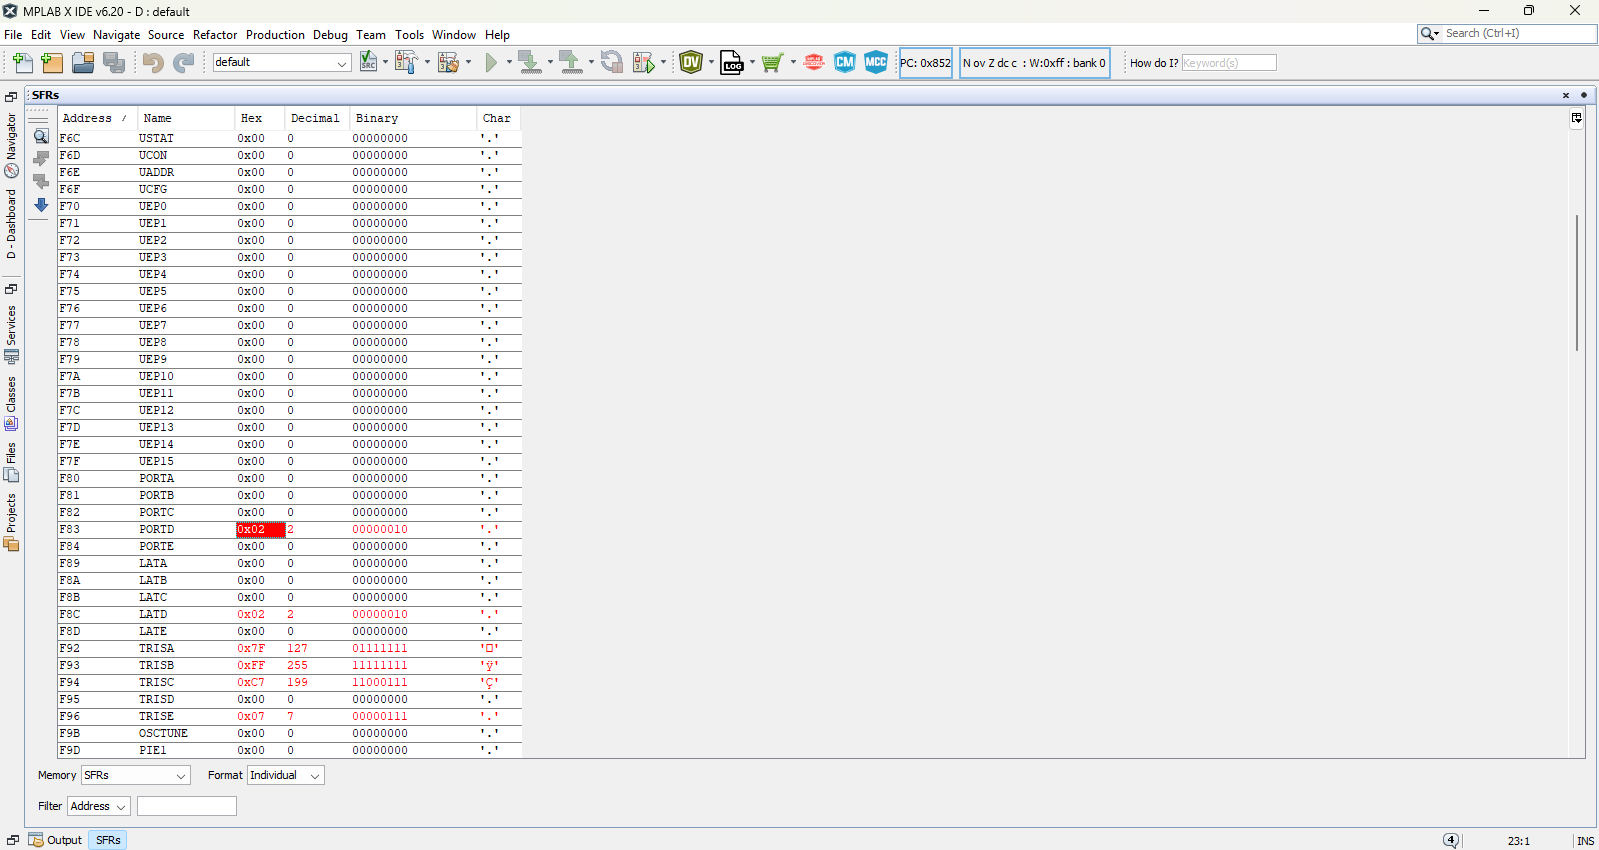 MPLAB X IDE v6.20 - D : default
File Edit View Navigate Source Refactor Production Debug Team Tools Window Help
Search (Ctrl+I)
default
SRC
DV
LOG
CM
MCC
PC: 0x852
N ov Z dc c : W:0xff : bank 0
How do I? Keyword(s)
SFRs
Navigator
D - Dashboard
Services
Classes
Files
Projects
Address / Name Hex Decimal Binary Char
F6C USTAT 0x00 0 00000000 '.'
F6D UCON 0x00 0 00000000 '.'
F6E UADDR 0x00 0 00000000 '.'
F6F UCFG 0x00 0 00000000 '.'
F70 UEP0 0x00 0 00000000 '.'
F71 UEP1 0x00 0 00000000 '.'
F72 UEP2 0x00 0 00000000 '.'
F73 UEP3 0x00 0 00000000 '.'
F74 UEP4 0x00 0 00000000 '.'
F75 UEP5 0x00 0 00000000 '.'
F76 UEP6 0x00 0 00000000 '.'
F77 UEP7 0x00 0 00000000 '.'
F78 UEP8 0x00 0 00000000 '.'
F79 UEP9 0x00 0 00000000 '.'
F7A UEP10 0x00 0 00000000 '.'
F7B UEP11 0x00 0 00000000 '.'
F7C UEP12 0x00 0 00000000 '.'
F7D UEP13 0x00 0 00000000 '.'
F7E UEP14 0x00 0 00000000 '.'
F7F UEP15 0x00 0 00000000 '.'
F80 PORTA 0x00 0 00000000 '.'
F81 PORTB 0x00 0 00000000 '.'
F82 PORTC 0x00 0 00000000 '.'
F83 PORTD 0x02 2 00000010 '.'
F84 PORTE 0x00 0 00000000 '.'
F89 LATA 0x00 0 00000000 '.'
F8A LATB 0x00 0 00000000 '.'
F8B LATC 0x00 0 00000000 '.'
F8C LATD 0x02 2 00000010 '.'
F8D LATE 0x00 0 00000000 '.'
F92 TRISA 0x7F 127 01111111 '□'
F93 TRISB 0xFF 255 11111111 'ÿ'
F94 TRISC 0xC7 199 11000111 'Ç'
F95 TRISD 0x00 0 00000000 '.'
F96 TRISE 0x07 7 00000111 '.'
F9B OSCTUNE 0x00 0 00000000 '.'
F9D PIE1 0x00 0 00000000 '.'
Memory SFRs Format Individual
Filter Address
Output SFRs
4 23:1 INS